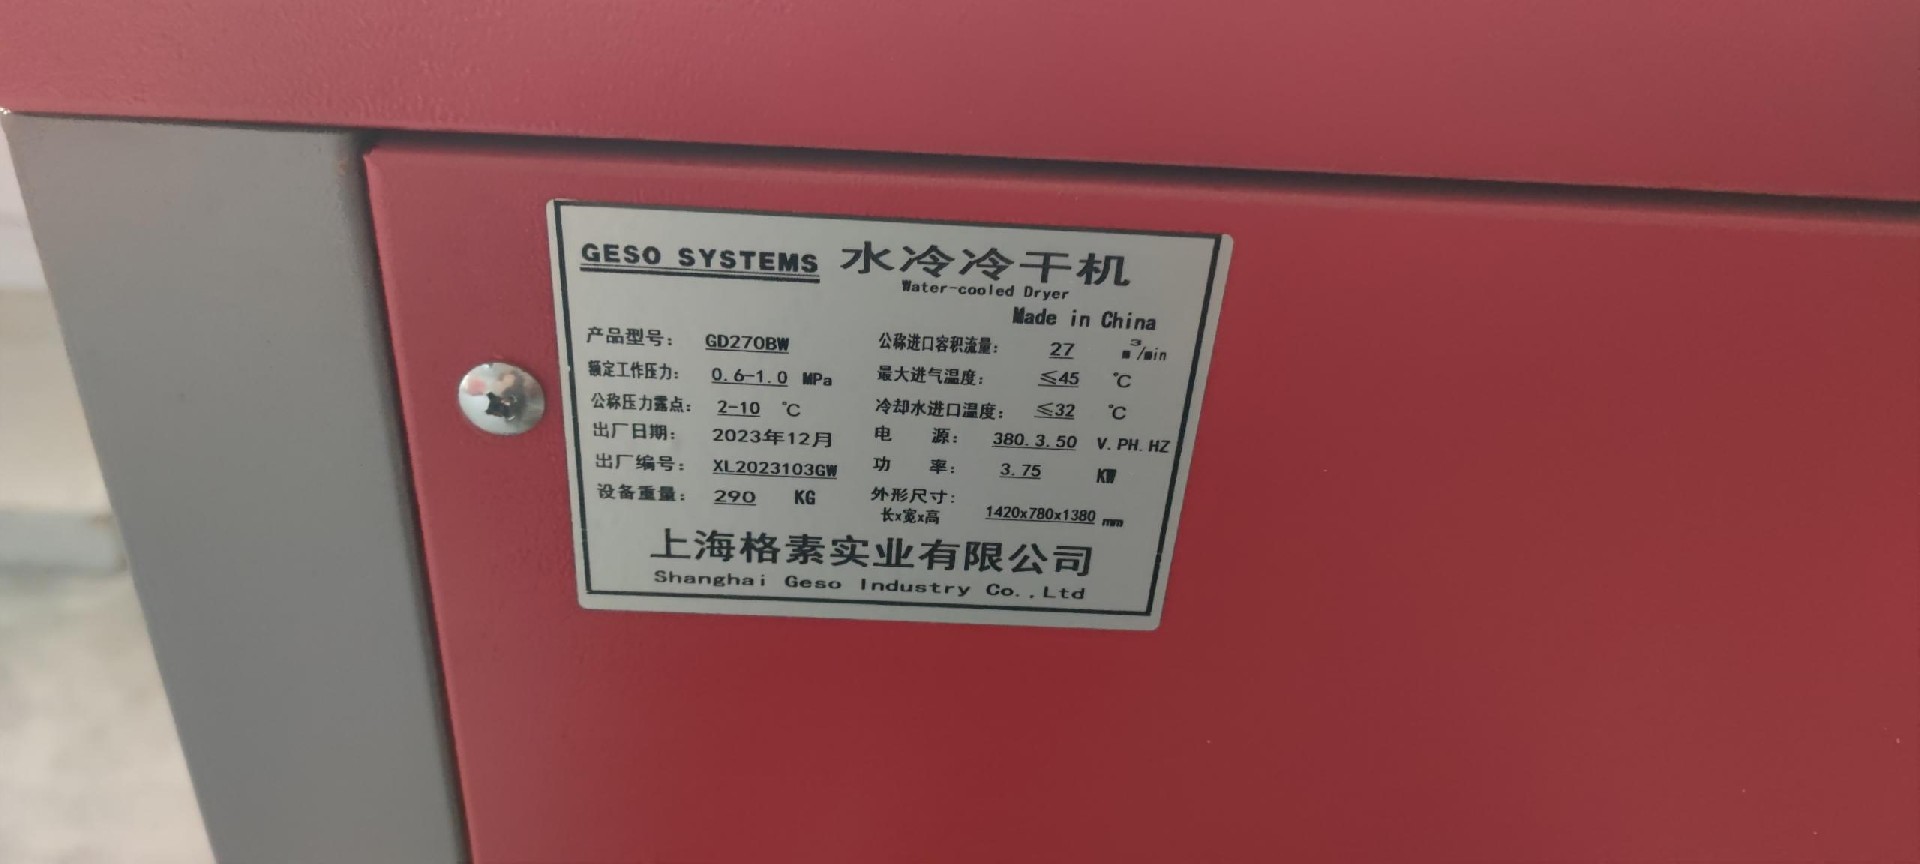 GESO SYSTEMS 水冷冷干机
Water-cooled Dryer
Made in China
产品型号: GD270BW 公称进口容积流量: 27 m³/min
额定工作压力: 0.6-1.0 MPa 最大进气温度: ≤45 ℃
公称压力露点: 2-10 ℃ 冷却水进口温度: ≤32 ℃
出厂日期: 2023年12月 电 源: 380.3.50 V.PH.HZ
出厂编号: XL2023103GW 功 率: 3.75 KW
设备重量: 290 KG 外形尺寸:
长x宽x高 1420x780x1380 mm
上海格素实业有限公司
Shanghai Geso Industry Co.,Ltd